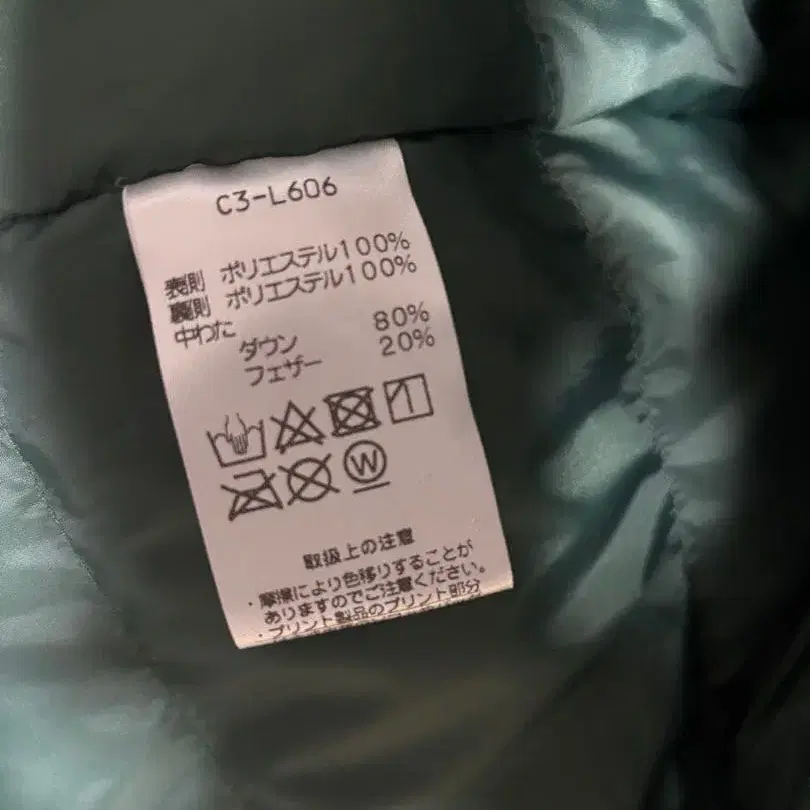 C3-L606
表側 ポリエステル100%
裏側 ポリエステル100%
中わた
ダウン 80%
フェザー 20%
W
取扱上の注意
・摩擦により色移りすることが
ありますのでご注意ください。
・プリント製品のプリント部分